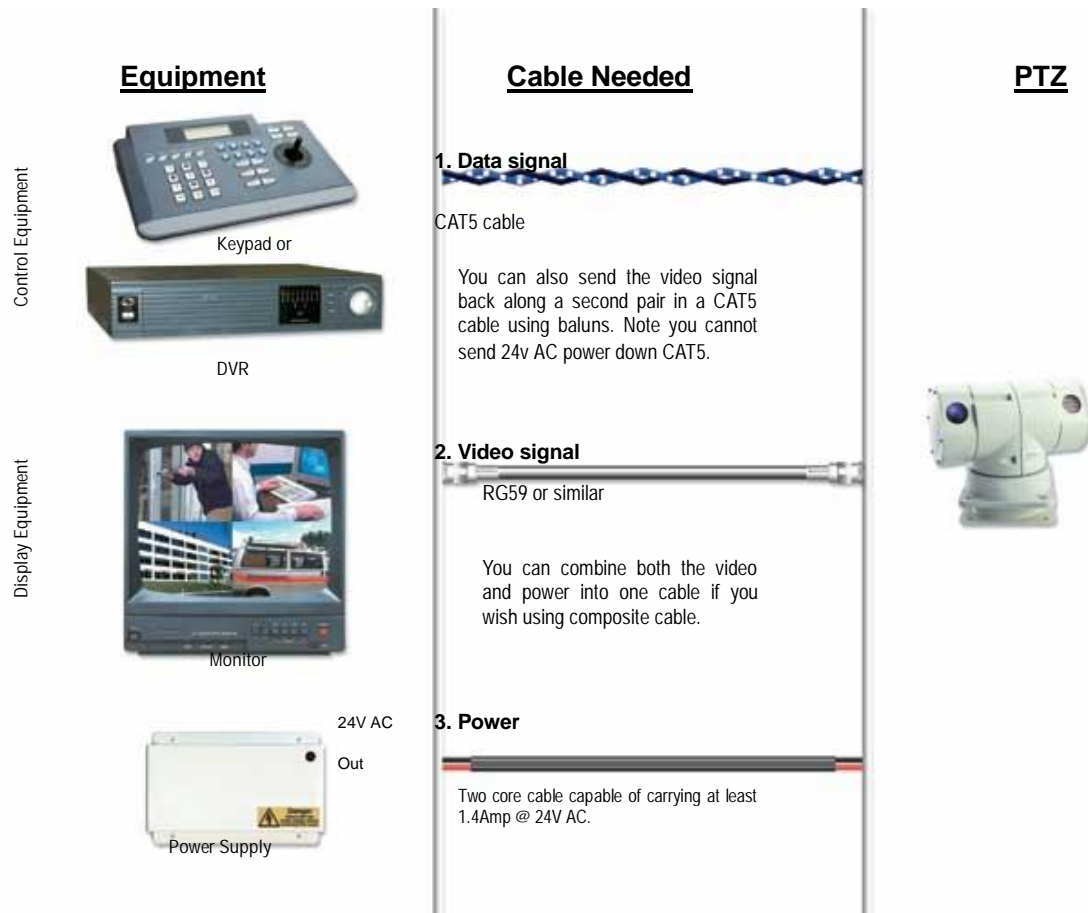 Equipment
Cable Needed
PTZ
Control Equipment
Keypad or
DVR
1. Data signal
CAT5 cable
You can also send the video signal
back along a second pair in a CAT5
cable using baluns. Note you cannot
send 24v AC power down CAT5.
Display Equipment
Monitor
2. Video signal
RG59 or similar
You can combine both the video
and power into one cable if you
wish using composite cable.
24V AC
Out
Danger
Power Supply
3. Power
Two core cable capable of carrying at least
1.4Amp @ 24V AC.